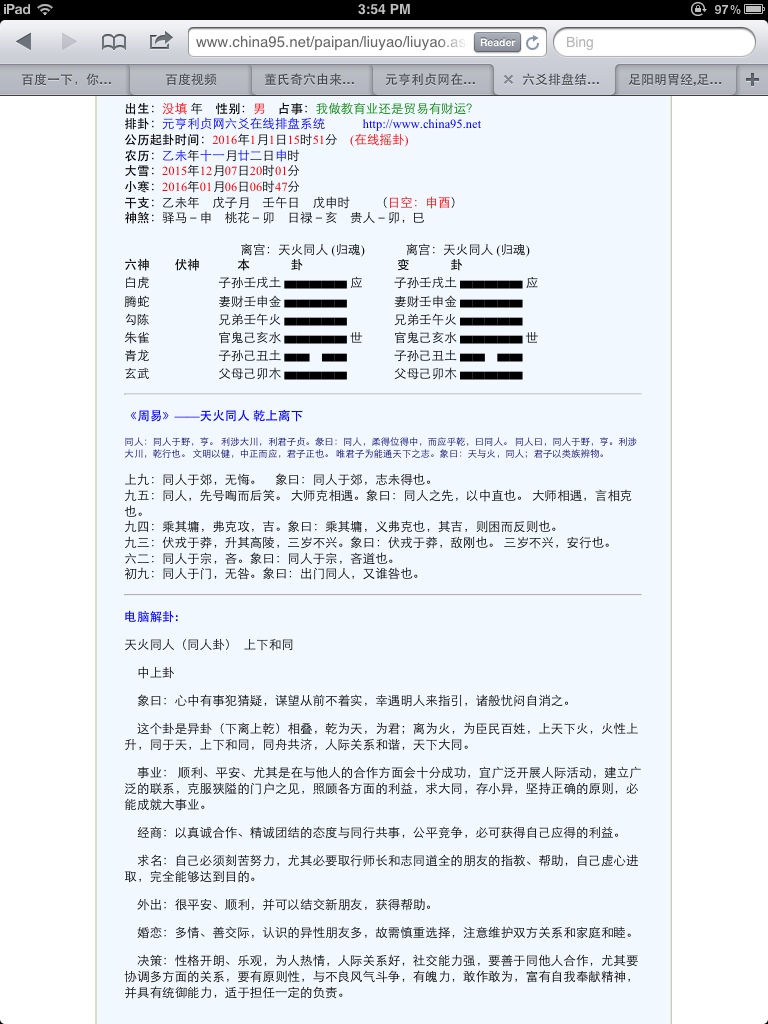 iPad 3:54 PM 97%
www.china95.net/paipan/liuyao/liuyao.as Reader Bing
百度一下，你... 百度视频 董氏奇穴由来... 元亨利贞网在... 六爻排盘结... 足阳明胃经,足...
出生：没填 年 性别：男 占事：我做教育业还是贸易有财运?
排卦：元亨利贞网六爻在线排盘系统 http://www.china95.net
公历起卦时间：2016年1月1日15时51分 (在线摇卦)
农历：乙未年十一月廿二日申时
大雪：2015年12月07日20时01分
小寒：2016年01月06日06时47分
干支：乙未年 戊子月 壬午日 戊申时 （日空：申酉）
神煞：驿马－申 桃花－卯 日禄－亥 贵人－卯，巳
离宫：天火同人 (归魂) 离宫：天火同人 (归魂)
六神 伏神 本 卦 变 卦
白虎 子孙壬戌土 应 子孙壬戌土 应
腾蛇 妻财壬申金 妻财壬申金
勾陈 兄弟壬午火 兄弟壬午火
朱雀 官鬼己亥水 世 官鬼己亥水 世
青龙 子孙己丑土 子孙己丑土
玄武 父母己卯木 父母己卯木
《周易》——天火同人 乾上离下
同人：同人于野，亨。 利涉大川，利君子贞。彖曰：同人，柔得位得中，而应乎乾，曰同人。 同人曰，同人于野，亨。利涉
大川，乾行也。 文明以健，中正而应，君子正也。 唯君子为能通天下之志。象曰：天与火，同人；君子以类族辨物。
上九：同人于郊，无悔。 象曰：同人于郊，志未得也。
九五：同人，先号啕而后笑。 大师克相遇。象曰：同人之先，以中直也。 大师相遇，言相克
也。
九四：乘其墉，弗克攻，吉。象曰：乘其墉，义弗克也，其吉，则困而反则也。
九三：伏戎于莽，升其高陵，三岁不兴。象曰：伏戎于莽，敌刚也。 三岁不兴，安行也。
六二：同人于宗，吝。象曰：同人于宗，吝道也。
初九：同人于门，无咎。象曰：出门同人，又谁咎也。
电脑解卦:
天火同人（同人卦） 上下和同
中上卦
象曰：心中有事犯猜疑，谋望从前不着实，幸遇明人来指引，诸般忧闷自消之。
这个卦是异卦（下离上乾）相叠，乾为天，为君；离为火，为臣民百姓，上天下火，火性上
升，同于天，上下和同，同舟共济，人际关系和谐，天下大同。
事业： 顺利、平安、尤其是在与他人的合作方面会十分成功，宜广泛开展人际活动，建立广
泛的联系，克服狭隘的门户之见，照顾各方面的利益，求大同，存小异，坚持正确的原则，必
能成就大事业。
经商：以真诚合作、精诚团结的态度与同行共事，公平竞争，必可获得自己应得的利益。
求名：自己必须刻苦努力，尤其必要取行师长和志同道全的朋友的指教、帮助，自己虚心进
取，完全能够达到目的。
外出：很平安、顺利，并可以结交新朋友，获得帮助。
婚恋：多情、善交际，认识的异性朋友多，故需慎重选择，注意维护双方关系和家庭和睦。
决策：性格开朗、乐观，为人热情，人际关系好，社交能力强，要善于同他人合作，尤其要
协调多方面的关系，要有原则性，与不良风气斗争，有魄力，敢作敢为，富有自我奉献精神，
并具有统御能力，适于担任一定的负责。